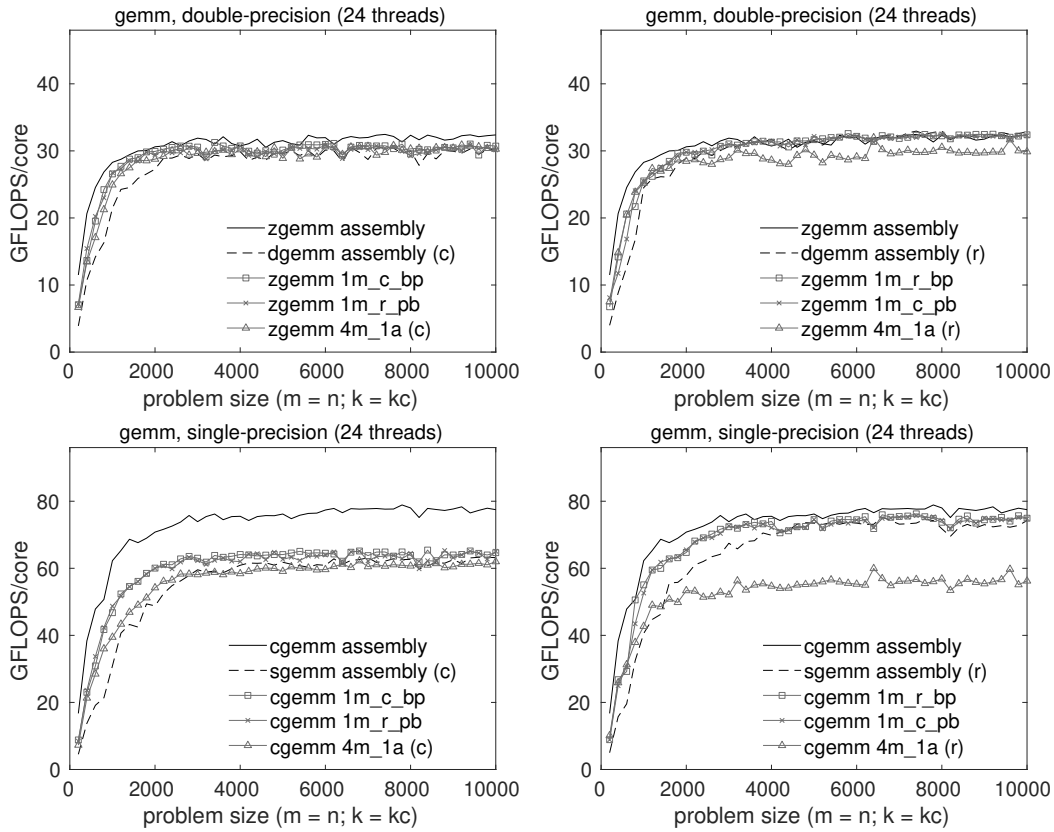 gemm, double-precision (24 threads)
GFLOPS/core
40
30
20
10
0
zgemm assembly
dgemm assembly (c)
zgemm 1m_c_bp
zgemm 1m_r_pb
zgemm 4m_1a (c)
0 2000 4000 6000 8000 10000
problem size (m = n; k = kc)
gemm, double-precision (24 threads)
GFLOPS/core
40
30
20
10
0
zgemm assembly
dgemm assembly (r)
zgemm 1m_r_bp
zgemm 1m_c_pb
zgemm 4m_1a (r)
0 2000 4000 6000 8000 10000
problem size (m = n; k = kc)
gemm, single-precision (24 threads)
GFLOPS/core
80
60
40
20
0
cgemm assembly
sgemm assembly (c)
cgemm 1m_c_bp
cgemm 1m_r_pb
cgemm 4m_1a (c)
0 2000 4000 6000 8000 10000
problem size (m = n; k = kc)
gemm, single-precision (24 threads)
GFLOPS/core
80
60
40
20
0
cgemm assembly
sgemm assembly (r)
cgemm 1m_r_bp
cgemm 1m_c_pb
cgemm 4m_1a (r)
0 2000 4000 6000 8000 10000
problem size (m = n; k = kc)